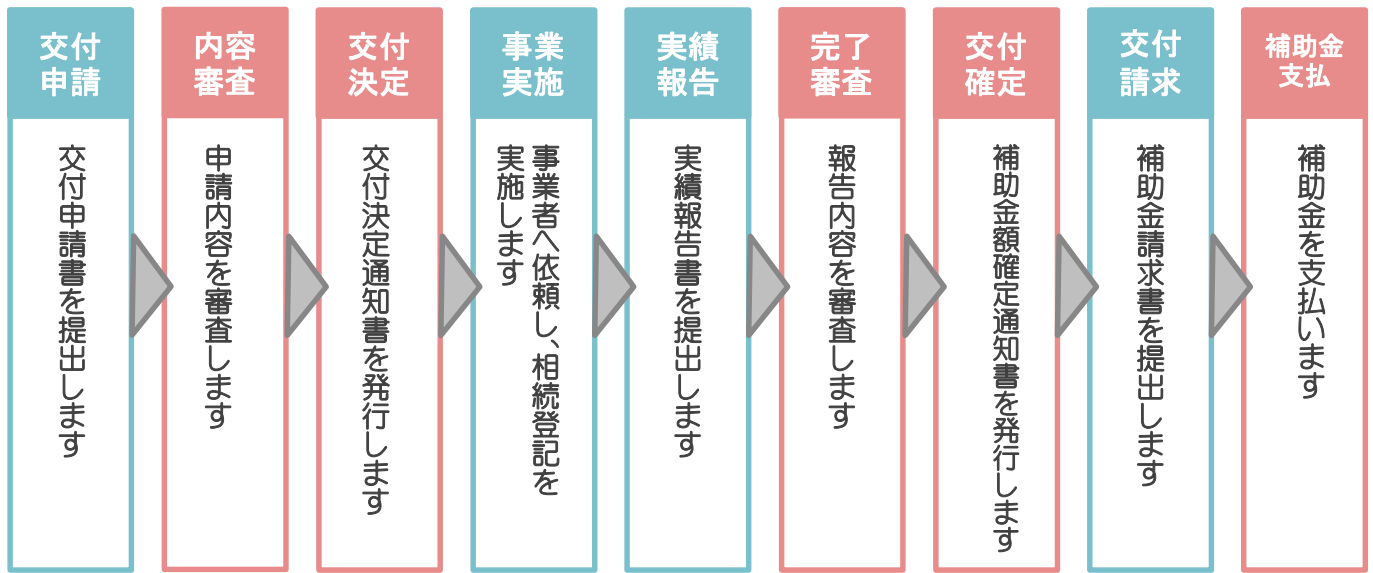 交付
申請
交付申請書を提出します
内容
審査
申請内容を審査します
交付
決定
交付決定通知書を発行します
事業
実施
事業者へ依頼し、相続登記を
実施します
実績
報告
実績報告書を提出します
完了
審査
報告内容を審査します
交付
確定
補助金額確定通知書を発行します
交付
請求
補助金請求書を提出します
補助金
支払
補助金を支払います